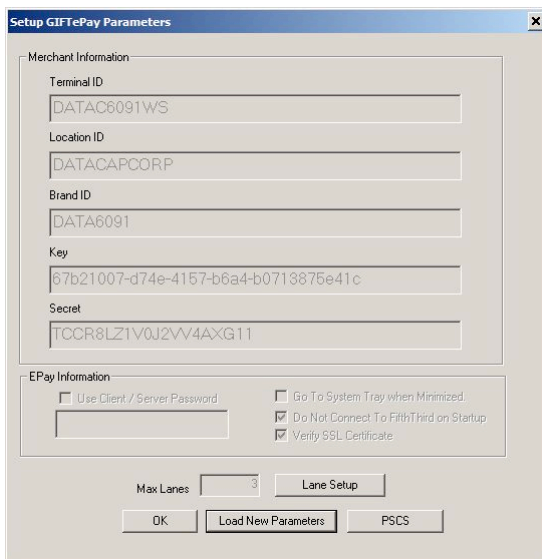 Setup GIFTePay Parameters
Merchant Information
Terminal ID
DATAC6091WS
Location ID
DATACAPCORP
Brand ID
DATA6091
Key
67b21007-d74e-4157-b6a4-b0713875e41c
Secret
TCCR8LZ1V0J2VV4AXG11
EPay Information
Use Client / Server Password
Go To System Tray when Minimized.
Do Not Connect To FifthThird on Startup
Verify SSL Certificate
Max Lanes 3 Lane Setup
OK Load New Parameters PSCS